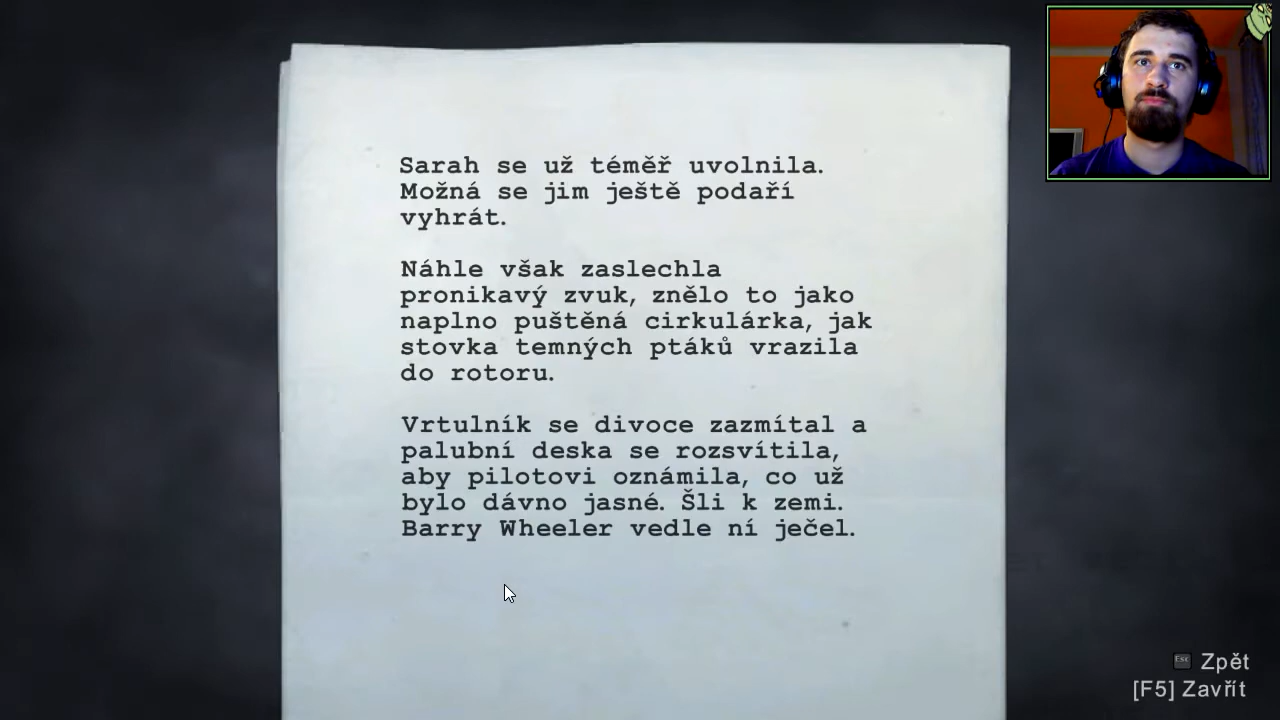 Sarah se už téměř uvolnila.
Možná se jim ještě podaří
vyhrát.
Náhle však zaslechla
pronikavý zvuk, znělo to jako
naplno puštěná cirkulárka, jak
stovka temných ptáků vrazila
do rotoru.
Vrtulník se divoce zazmítal a
palubní deska se rozsvítila,
aby pilotovi oznámila, co už
bylo dávno jasné. Šli k zemi.
Barry Wheeler vedle ní ječel.
Esc Zpět
[F5] Zavřít